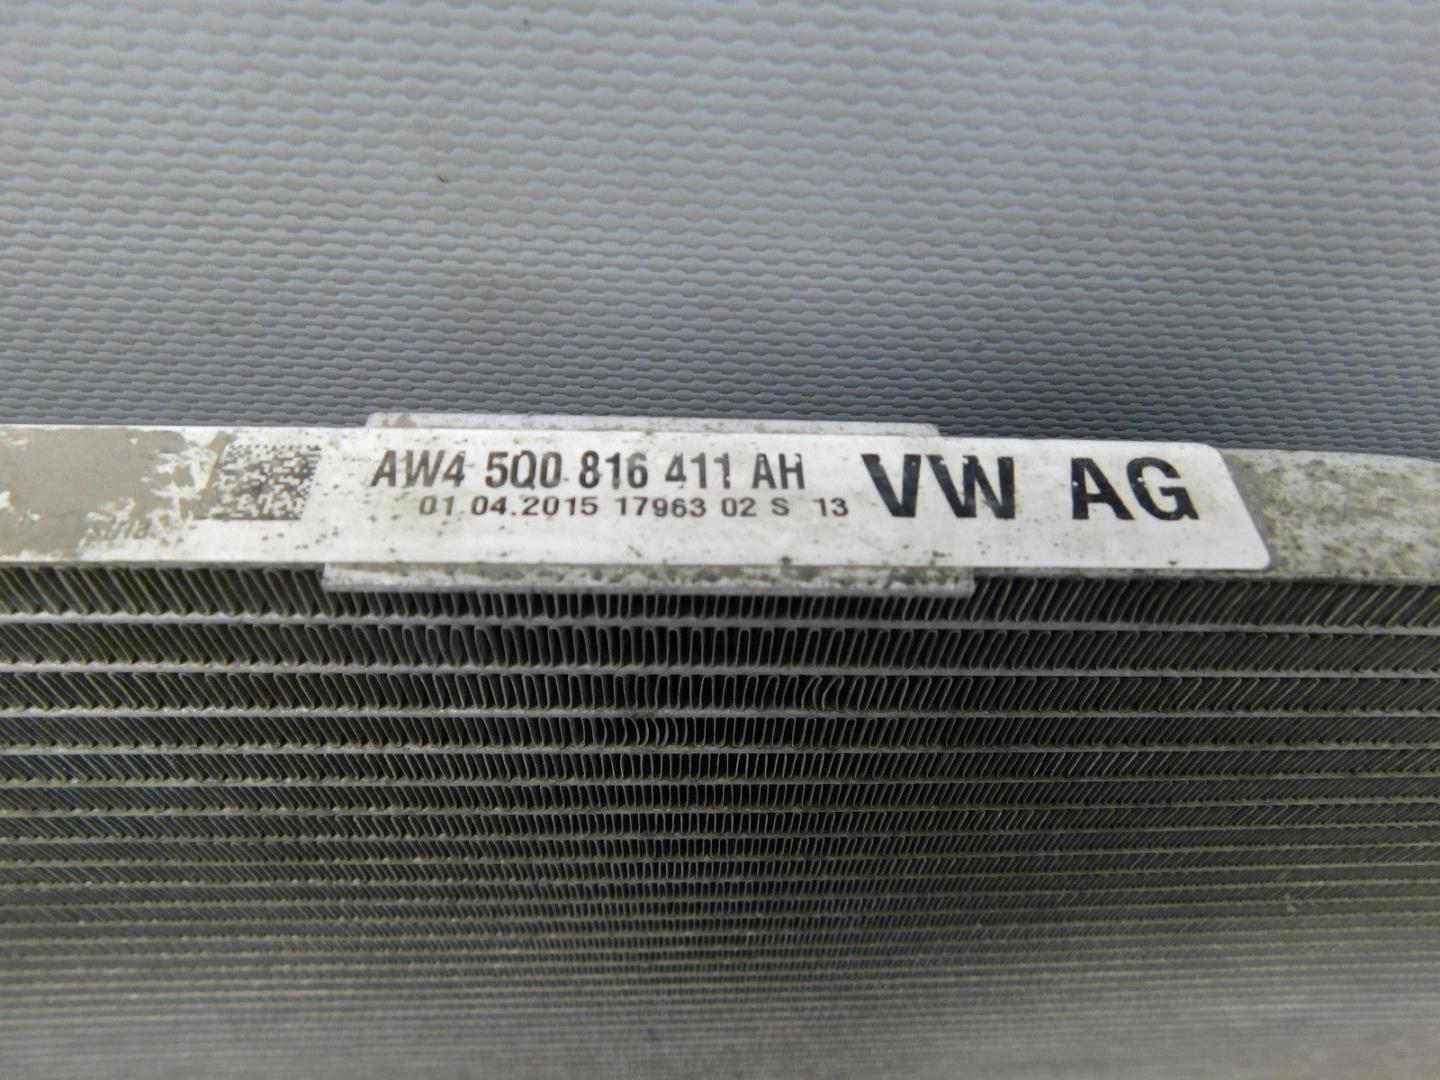 AW4 5Q0 816 411 AH VW AG
01.04.2015 17963 02 S 13